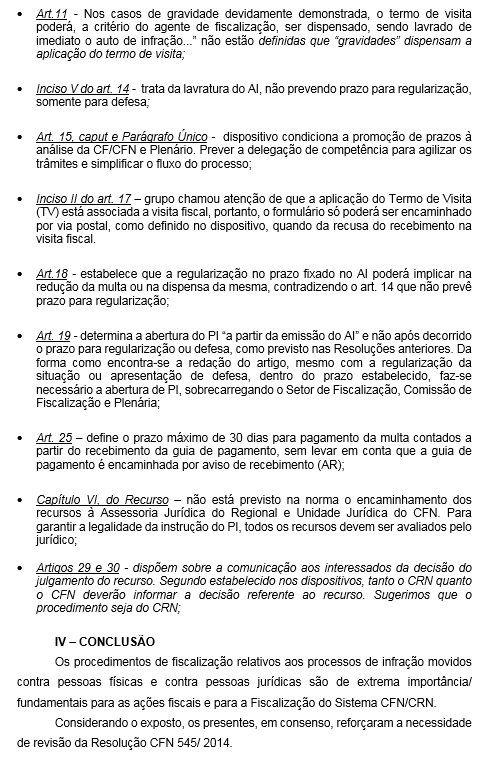 • Art.11 - Nos casos de gravidade devidamente demonstrada, o termo de visita
poderá, a critério do agente de fiscalização, ser dispensado, sendo lavrado de
imediato o auto de infração...” não estão definidas que “gravidades” dispensam a
aplicação do termo de visita;
• Inciso V do art. 14 - trata da lavratura do AI, não prevendo prazo para regularização,
somente para defesa;
• Art. 15, caput e Parágrafo Único - dispositivo condiciona a promoção de prazos à
análise da CF/CFN e Plenário. Prever a delegação de competência para agilizar os
trâmites e simplificar o fluxo do processo;
• Inciso II do art. 17 – grupo chamou atenção de que a aplicação do Termo de Visita
(TV) está associada a visita fiscal, portanto, o formulário só poderá ser encaminhado
por via postal, como definido no dispositivo, quando da recusa do recebimento na
visita fiscal.
• Art.18 - estabelece que a regularização no prazo fixado no AI poderá implicar na
redução da multa ou na dispensa da mesma, contradizendo o art. 14 que não prevê
prazo para regularização;
• Art. 19 - determina a abertura do PI “a partir da emissão do AI” e não após decorrido
o prazo para regularização ou defesa, como previsto nas Resoluções anteriores. Da
forma como encontra-se a redação do artigo, mesmo com a regularização da
situação ou apresentação de defesa, dentro do prazo estabelecido, faz-se
necessário a abertura de PI, sobrecarregando o Setor de Fiscalização, Comissão de
Fiscalização e Plenária;
• Art. 25 – define o prazo máximo de 30 dias para pagamento da multa contados a
partir do recebimento da guia de pagamento, sem levar em conta que a guia de
pagamento é encaminhada por aviso de recebimento (AR);
• Capítulo VI, do Recurso – não está previsto na norma o encaminhamento dos
recursos à Assessoria Jurídica do Regional e Unidade Jurídica do CFN. Para
garantir a legalidade da instrução do PI, todos os recursos devem ser avaliados pelo
jurídico;
• Artigos 29 e 30 - dispõem sobre a comunicação aos interessados da decisão do
julgamento do recurso. Segundo estabelecido nos dispositivos, tanto o CRN quanto
o CFN deverão informar a decisão referente ao recurso. Sugerimos que o
procedimento seja do CRN;
IV – CONCLUSÃO
Os procedimentos de fiscalização relativos aos processos de infração movidos
contra pessoas físicas e contra pessoas jurídicas são de extrema importância/
fundamentais para as ações fiscais e para a Fiscalização do Sistema CFN/CRN.
Considerando o exposto, os presentes, em consenso, reforçaram a necessidade
de revisão da Resolução CFN 545/ 2014.